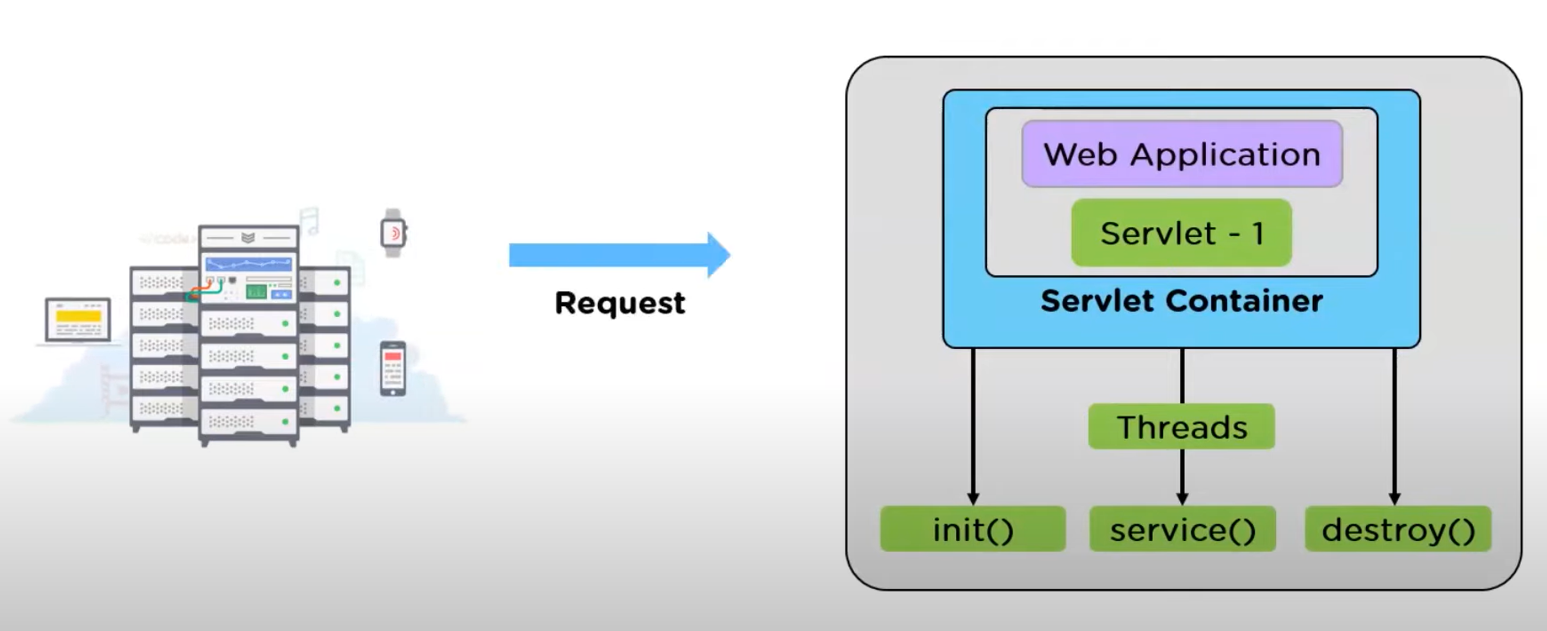 Web Application
Servlet - 1
Servlet Container
Request
Threads
init()
service()
destroy()